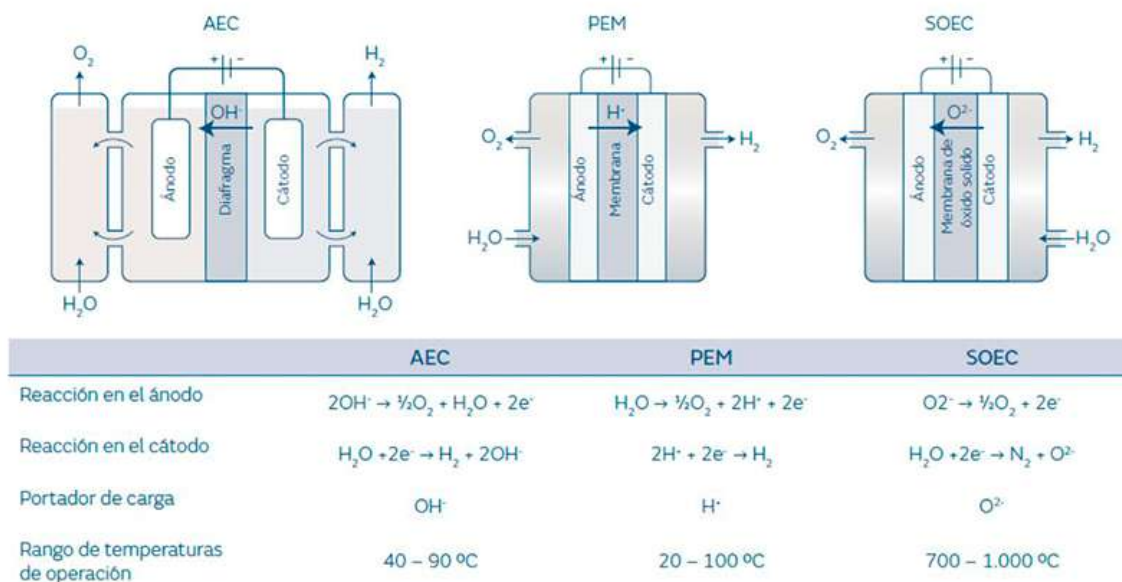 AEC
PEM
SOEC
O₂
H₂
+ −
OH⁻
Ánodo
Diafragma
Cátodo
H₂O
H₂O
+ −
H⁺
O₂
H₂
Ánodo
Membrana
Cátodo
H₂O
+ −
O²⁻
O₂
H₂
Ánodo
Membrana de
óxido solido
Cátodo
H₂O
AEC PEM SOEC
Reacción en el ánodo 2OH⁻ → ½O₂ + H₂O + 2e⁻ H₂O → ½O₂ + 2H⁺ + 2e⁻ O2⁻ → ½O₂ + 2e⁻
Reacción en el cátodo H₂O +2e⁻ → H₂ + 2OH⁻ 2H⁺ + 2e⁻ → H₂ H₂O +2e⁻ → N₂ + O²⁻
Portador de carga OH⁻ H⁺ O²⁻
Rango de temperaturas
de operación 40 – 90 ºC 20 – 100 ºC 700 – 1.000 ºC